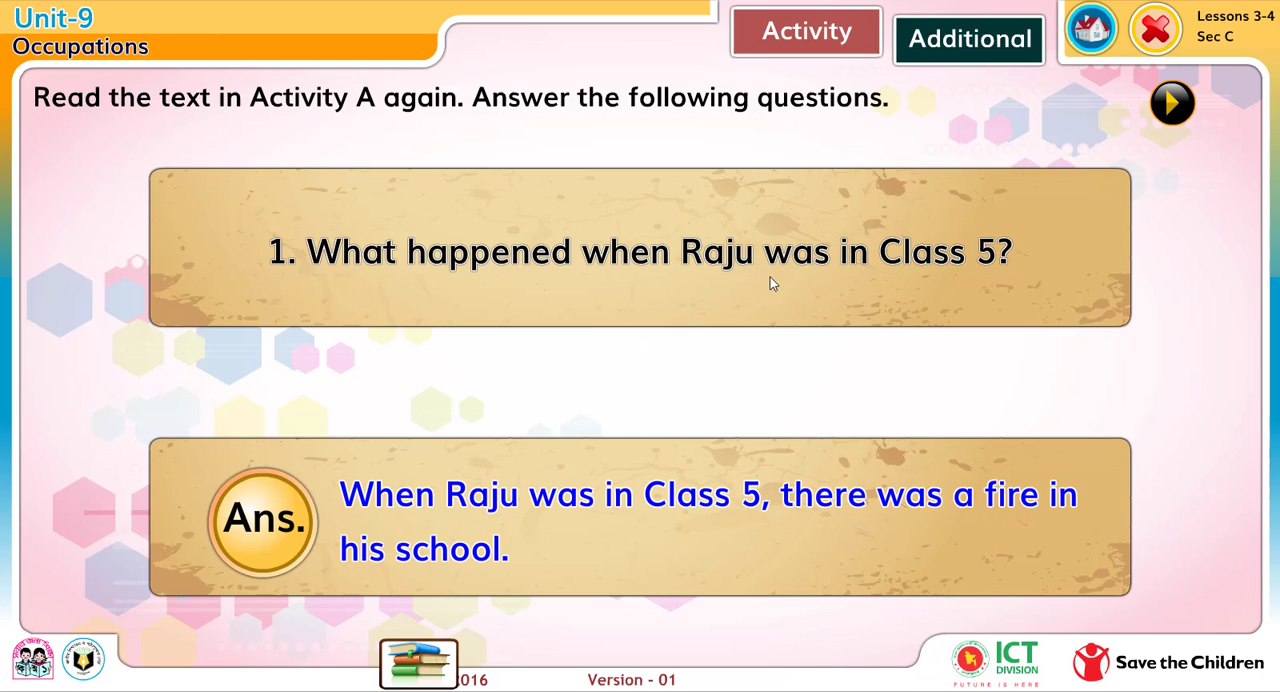 Unit-9
Occupations
Activity
Additional
Lessons 3-4
Sec C
Read the text in Activity A again. Answer the following questions.
1. What happened when Raju was in Class 5?
Ans.
When Raju was in Class 5, there was a fire in
his school.
2016
Version - 01
ICT
DIVISION
FUTURE IS HERE
Save the Children